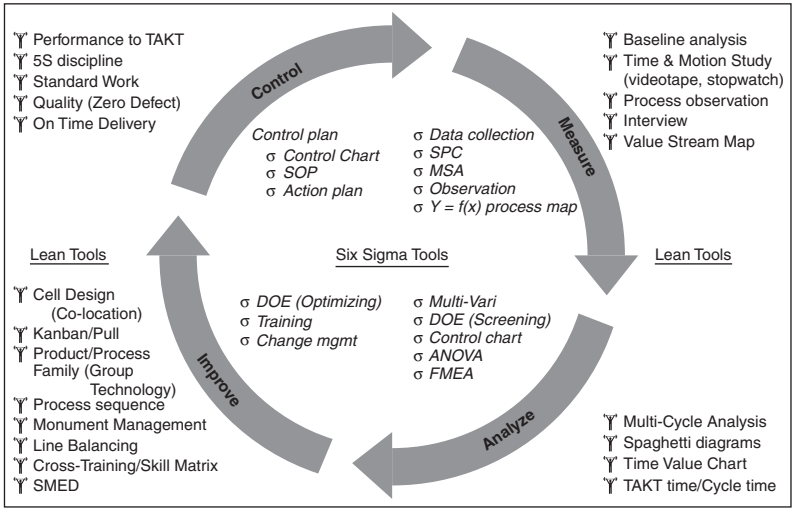 Performance to TAKT
5S discipline
Standard Work
Quality (Zero Defect)
On Time Delivery
Control
Measure
Baseline analysis
Time & Motion Study
(videotape, stopwatch)
Process observation
Interview
Value Stream Map
Control plan
σ Control Chart
σ SOP
σ Action plan
σ Data collection
σ SPC
σ MSA
σ Observation
σ Y = f(x) process map
Lean Tools
Six Sigma Tools
Lean Tools
Cell Design
(Co-location)
Kanban/Pull
Product/Process
Family (Group
Technology)
Process sequence
Monument Management
Line Balancing
Cross-Training/Skill Matrix
SMED
Improve
σ DOE (Optimizing)
σ Training
σ Change mgmt
σ Multi-Vari
σ DOE (Screening)
σ Control chart
σ ANOVA
σ FMEA
Analyze
Multi-Cycle Analysis
Spaghetti diagrams
Time Value Chart
TAKT time/Cycle time